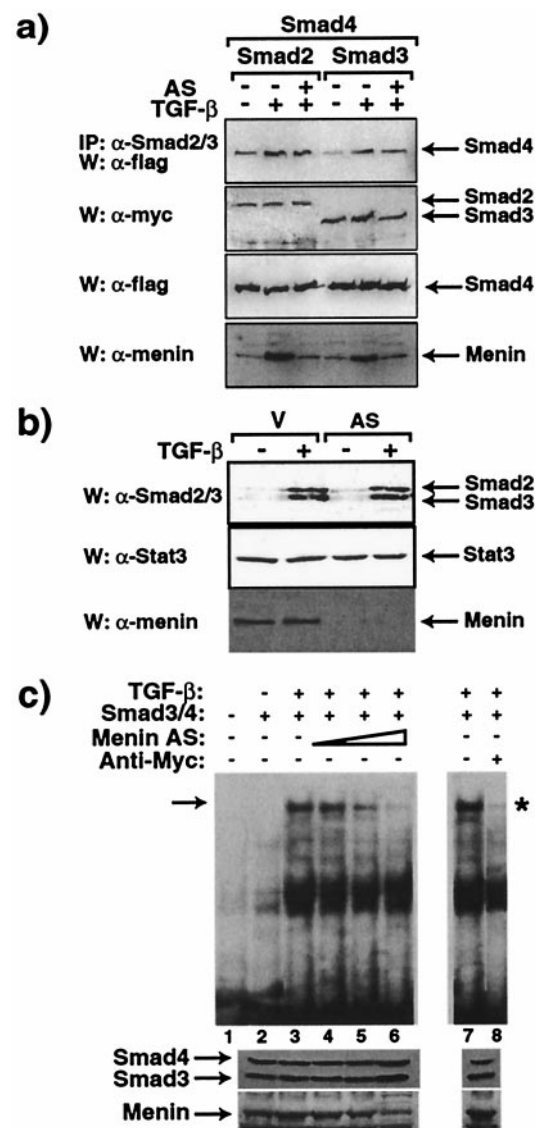 a)
Smad4
Smad2 Smad3
AS - - + - - +
TGF-β - + + - + +
IP: α-Smad2/3
W: α-flag
Smad4
W: α-myc
Smad2
Smad3
W: α-flag
Smad4
W: α-menin
Menin
b)
V AS
TGF-β - + - +
W: α-Smad2/3
Smad2
Smad3
W: α-Stat3
Stat3
W: α-menin
Menin
c)
TGF-β: - + + + + + +
Smad3/4: - + + + + + + +
Menin AS: - - - - -
Anti-Myc: - - - - - - - +
*
1 2 3 4 5 6 7 8
Smad4
Smad3
Menin